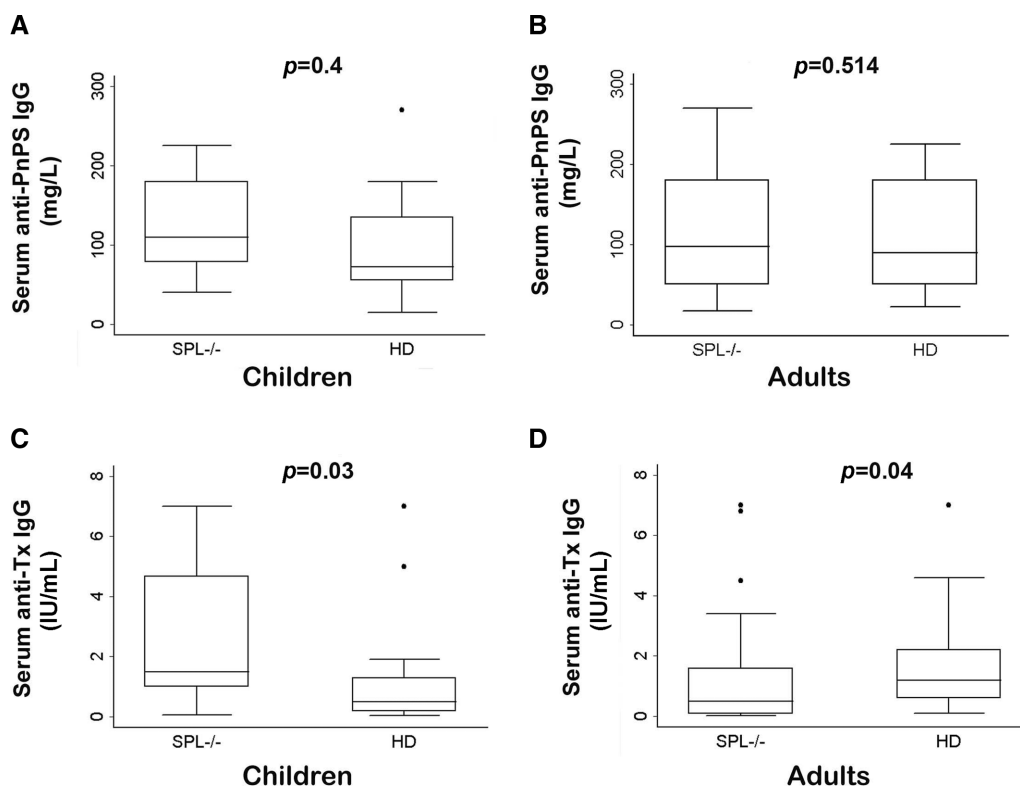 A
p=0.4
Serum anti-PnPS IgG
(mg/L)
300
200
100
0
SPL-/-
HD
Children
B
p=0.514
Serum anti-PnPS IgG
(mg/L)
300
200
100
0
SPL-/-
HD
Adults
C
p=0.03
Serum anti-Tx IgG
(IU/mL)
8
6
4
2
0
SPL-/-
HD
Children
D
p=0.04
Serum anti-Tx IgG
(IU/mL)
8
6
4
2
0
SPL-/-
HD
Adults